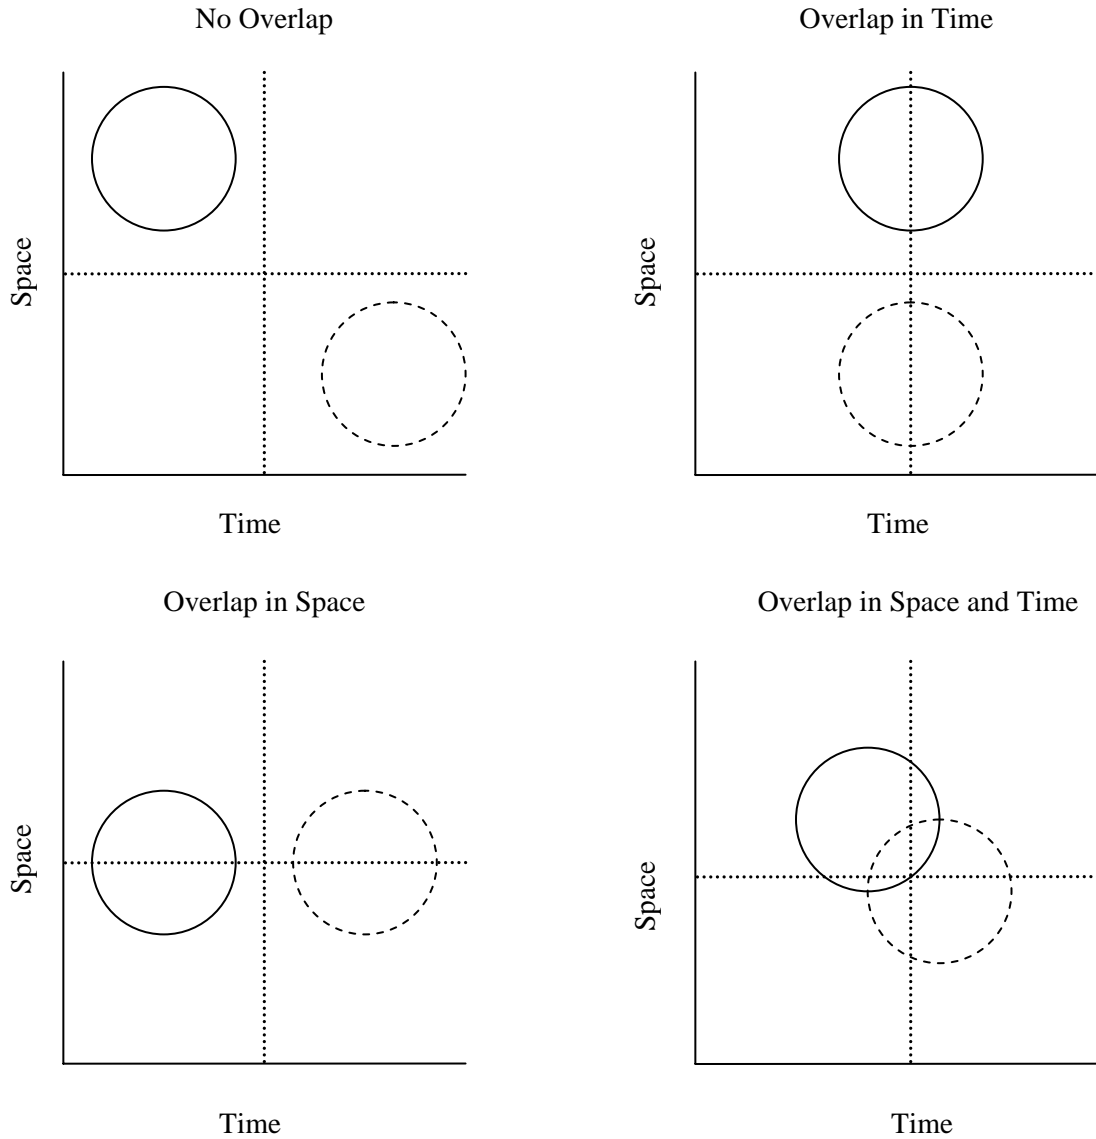 No Overlap
Overlap in Time
Space
Space
Time
Time
Overlap in Space
Overlap in Space and Time
Space
Space
Time
Time